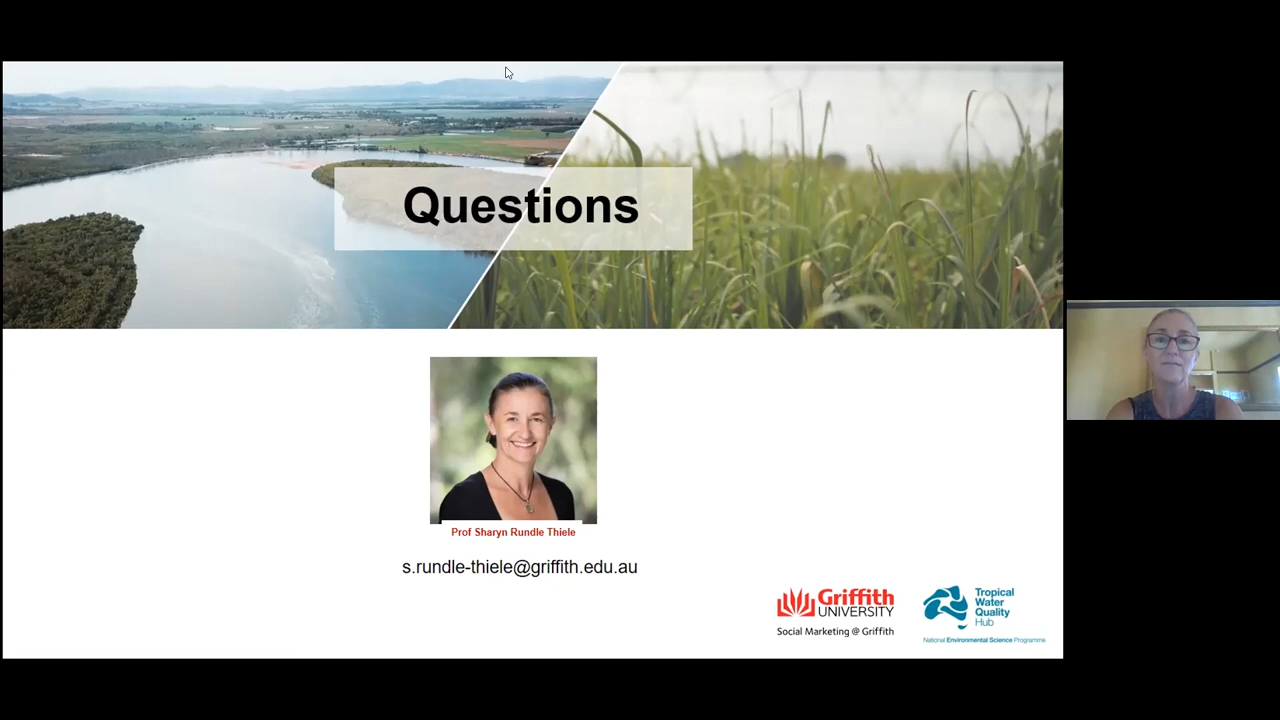 Questions
Prof Sharyn Rundle Thiele
s.rundle-thiele@griffith.edu.au
Griffith
UNIVERSITY
Social Marketing @ Griffith
Tropical
Water
Quality
Hub
National Environmental Science Programme